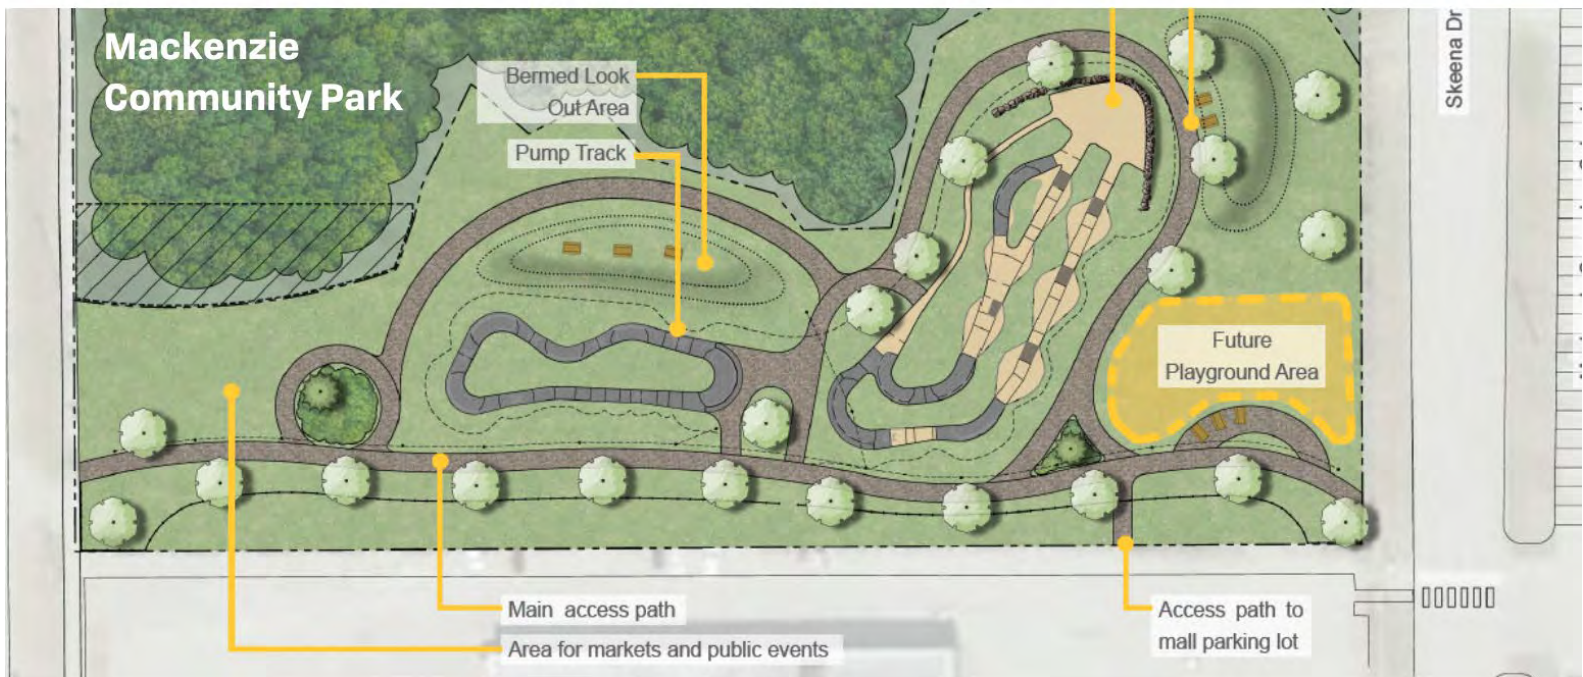 Mackenzie
Community Park
Bermed Look
Out Area
Pump Track
Skeena Dr
Future
Playground Area
Main access path
Area for markets and public events
Access path to
mall parking lot